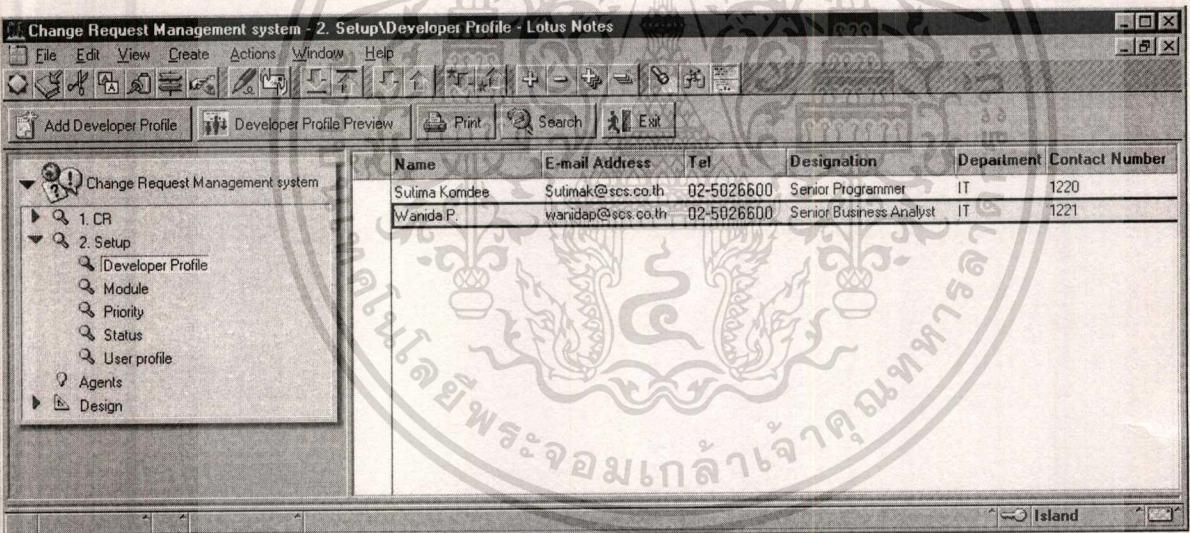 Change Request Management system - 2. Setup\Developer Profile - Lotus Notes
File Edit View Create Actions Window Help
Add Developer Profile Developer Profile Preview Print Search Exit
Change Request Management system
1. CR
2. Setup
Developer Profile
Module
Priority
Status
User profile
Agents
Design
Name E-mail Address Tel Designation Department Contact Number
Sutima Komdee Sutimak@scs.co.th 02-5026600 Senior Programmer IT 1220
Wanida P. wanidap@scs.co.th 02-5026600 Senior Business Analyst IT 1221
Island